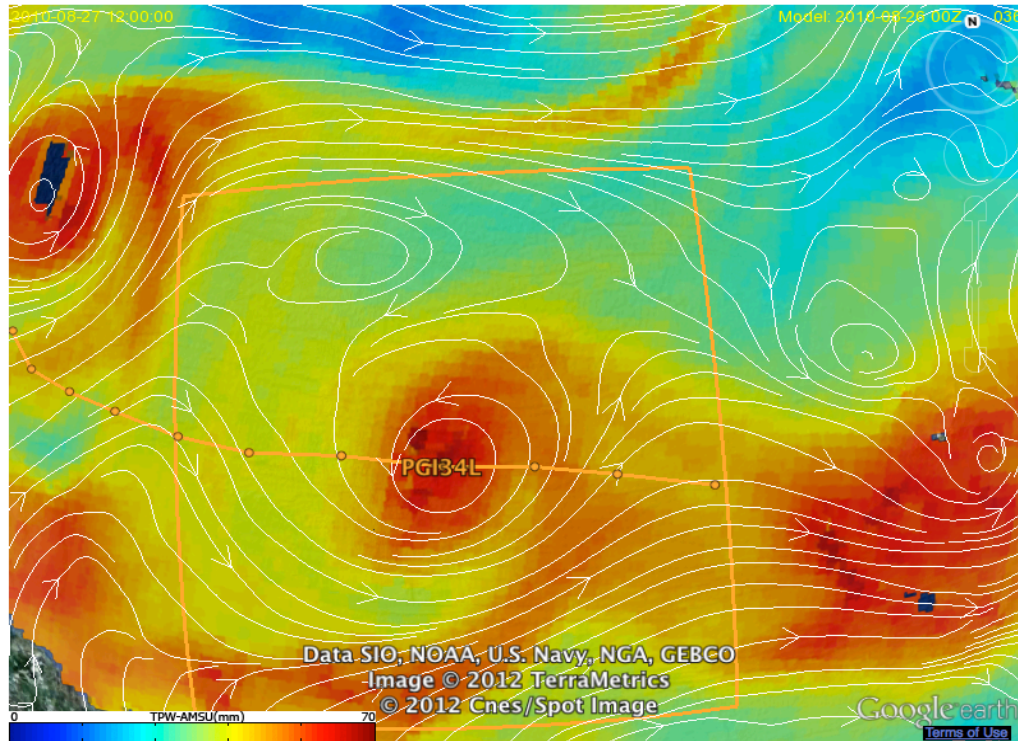 2010-08-27 12:00:00
Model: 2010-08-26 00Z
036
N
PGI34L
Data SIO, NOAA, U.S. Navy, NGA, GEBCO
Image © 2012 TerraMetrics
© 2012 Cnes/Spot Image
Google earth
Terms of Use
0 TPW-AMSU(mm) 70